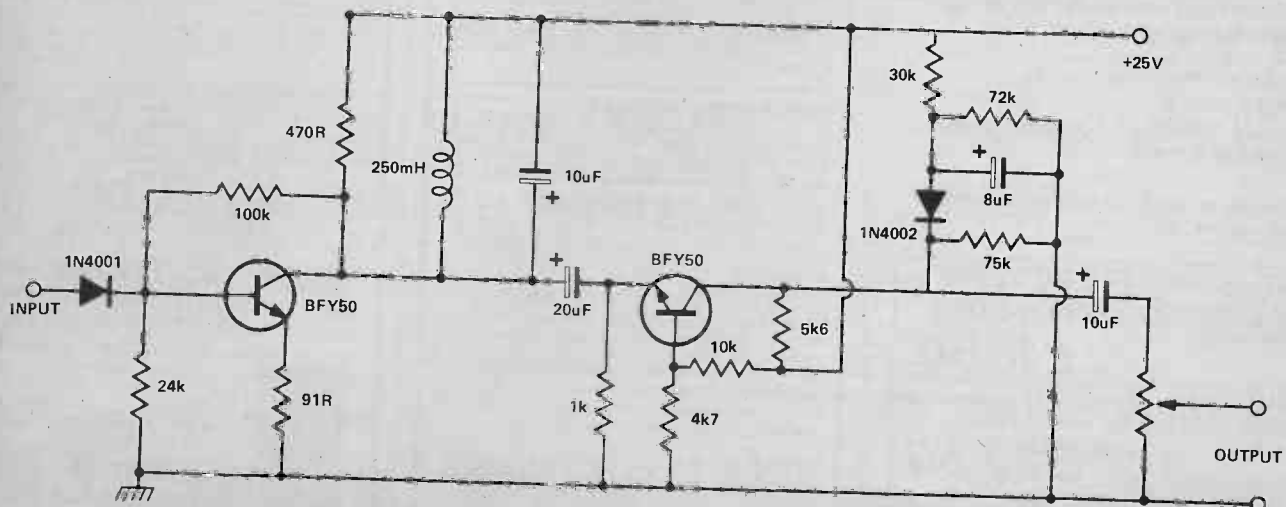 +25V
30k
72k
470R
250mH
10uF
+
+
8uF
100k
1N4002
1N4001
75k
BFY50
+
+
INPUT
BFY50
20uF
10uF
5k6
10k
24k
91R
1k
4k7
OUTPUT